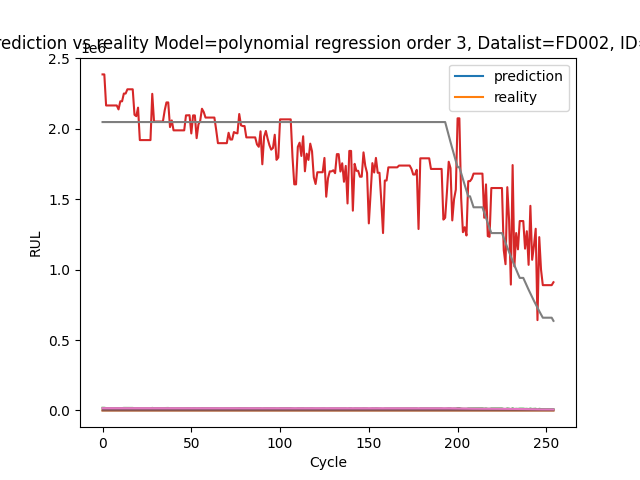 rediction vs reality Model=polynomial regression order 3, Datalist=FD002, ID=
1e6
2.5
2.0
1.5
1.0
0.5
0.0
RUL
0
50
100
150
200
250
Cycle
prediction
reality